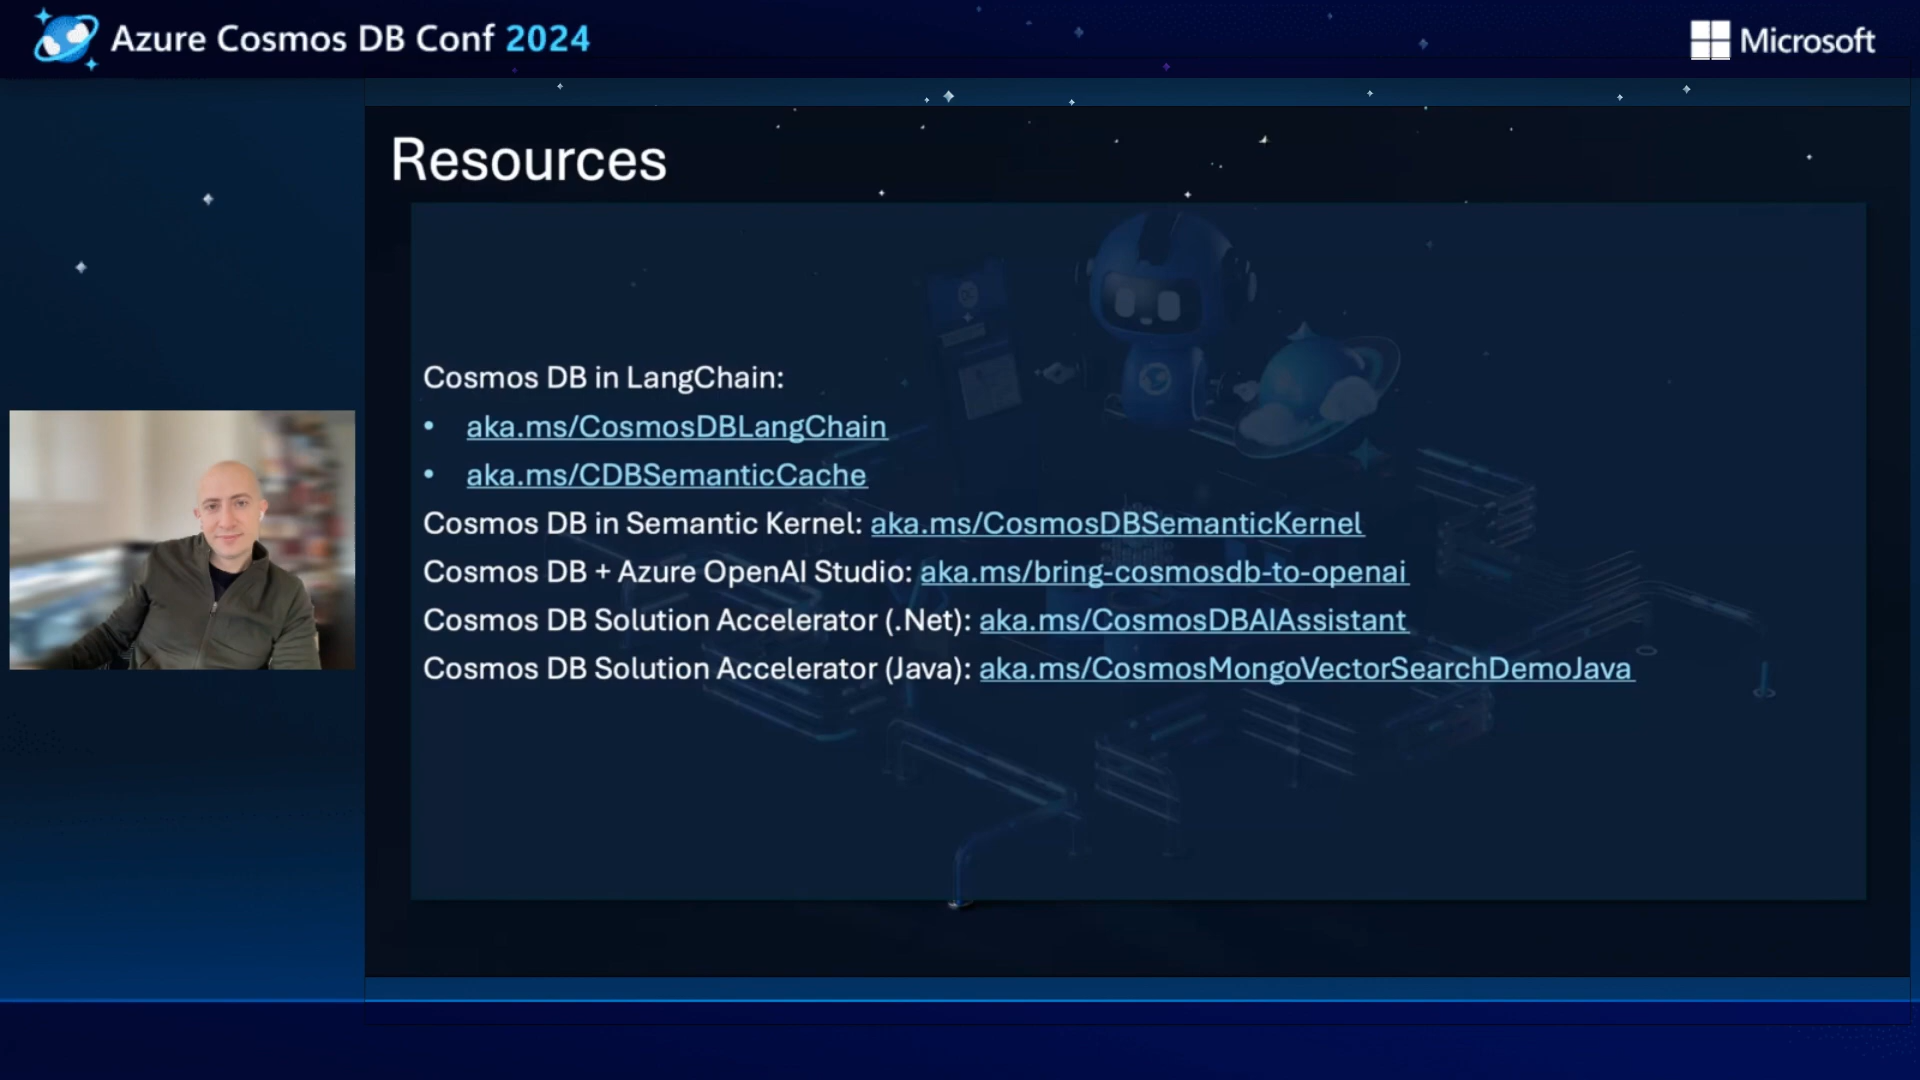 Azure Cosmos DB Conf 2024
Microsoft
Resources
Cosmos DB in LangChain:
• aka.ms/CosmosDBLangChain
• aka.ms/CDBSemanticCache
Cosmos DB in Semantic Kernel: aka.ms/CosmosDBSemanticKernel
Cosmos DB + Azure OpenAI Studio: aka.ms/bring-cosmosdb-to-openai
Cosmos DB Solution Accelerator (.Net): aka.ms/CosmosDBAIAssistant
Cosmos DB Solution Accelerator (Java): aka.ms/CosmosMongoVectorSearchDemoJava